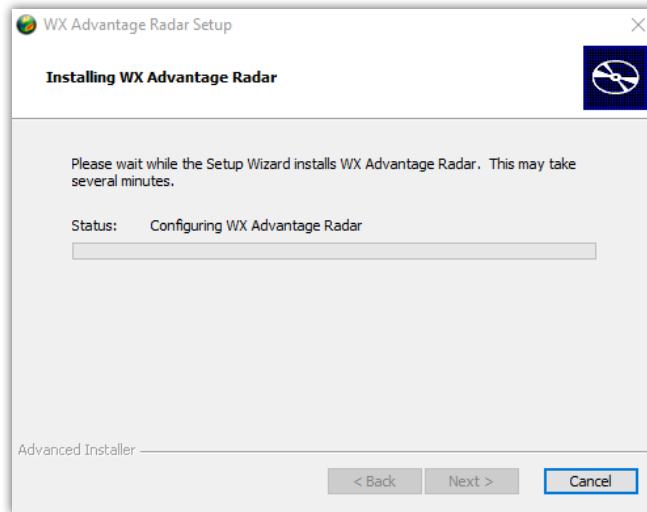 WX Advantage Radar Setup
Installing WX Advantage Radar
Please wait while the Setup Wizard installs WX Advantage Radar. This may take
several minutes.
Status: Configuring WX Advantage Radar
Advanced Installer
< Back Next > Cancel